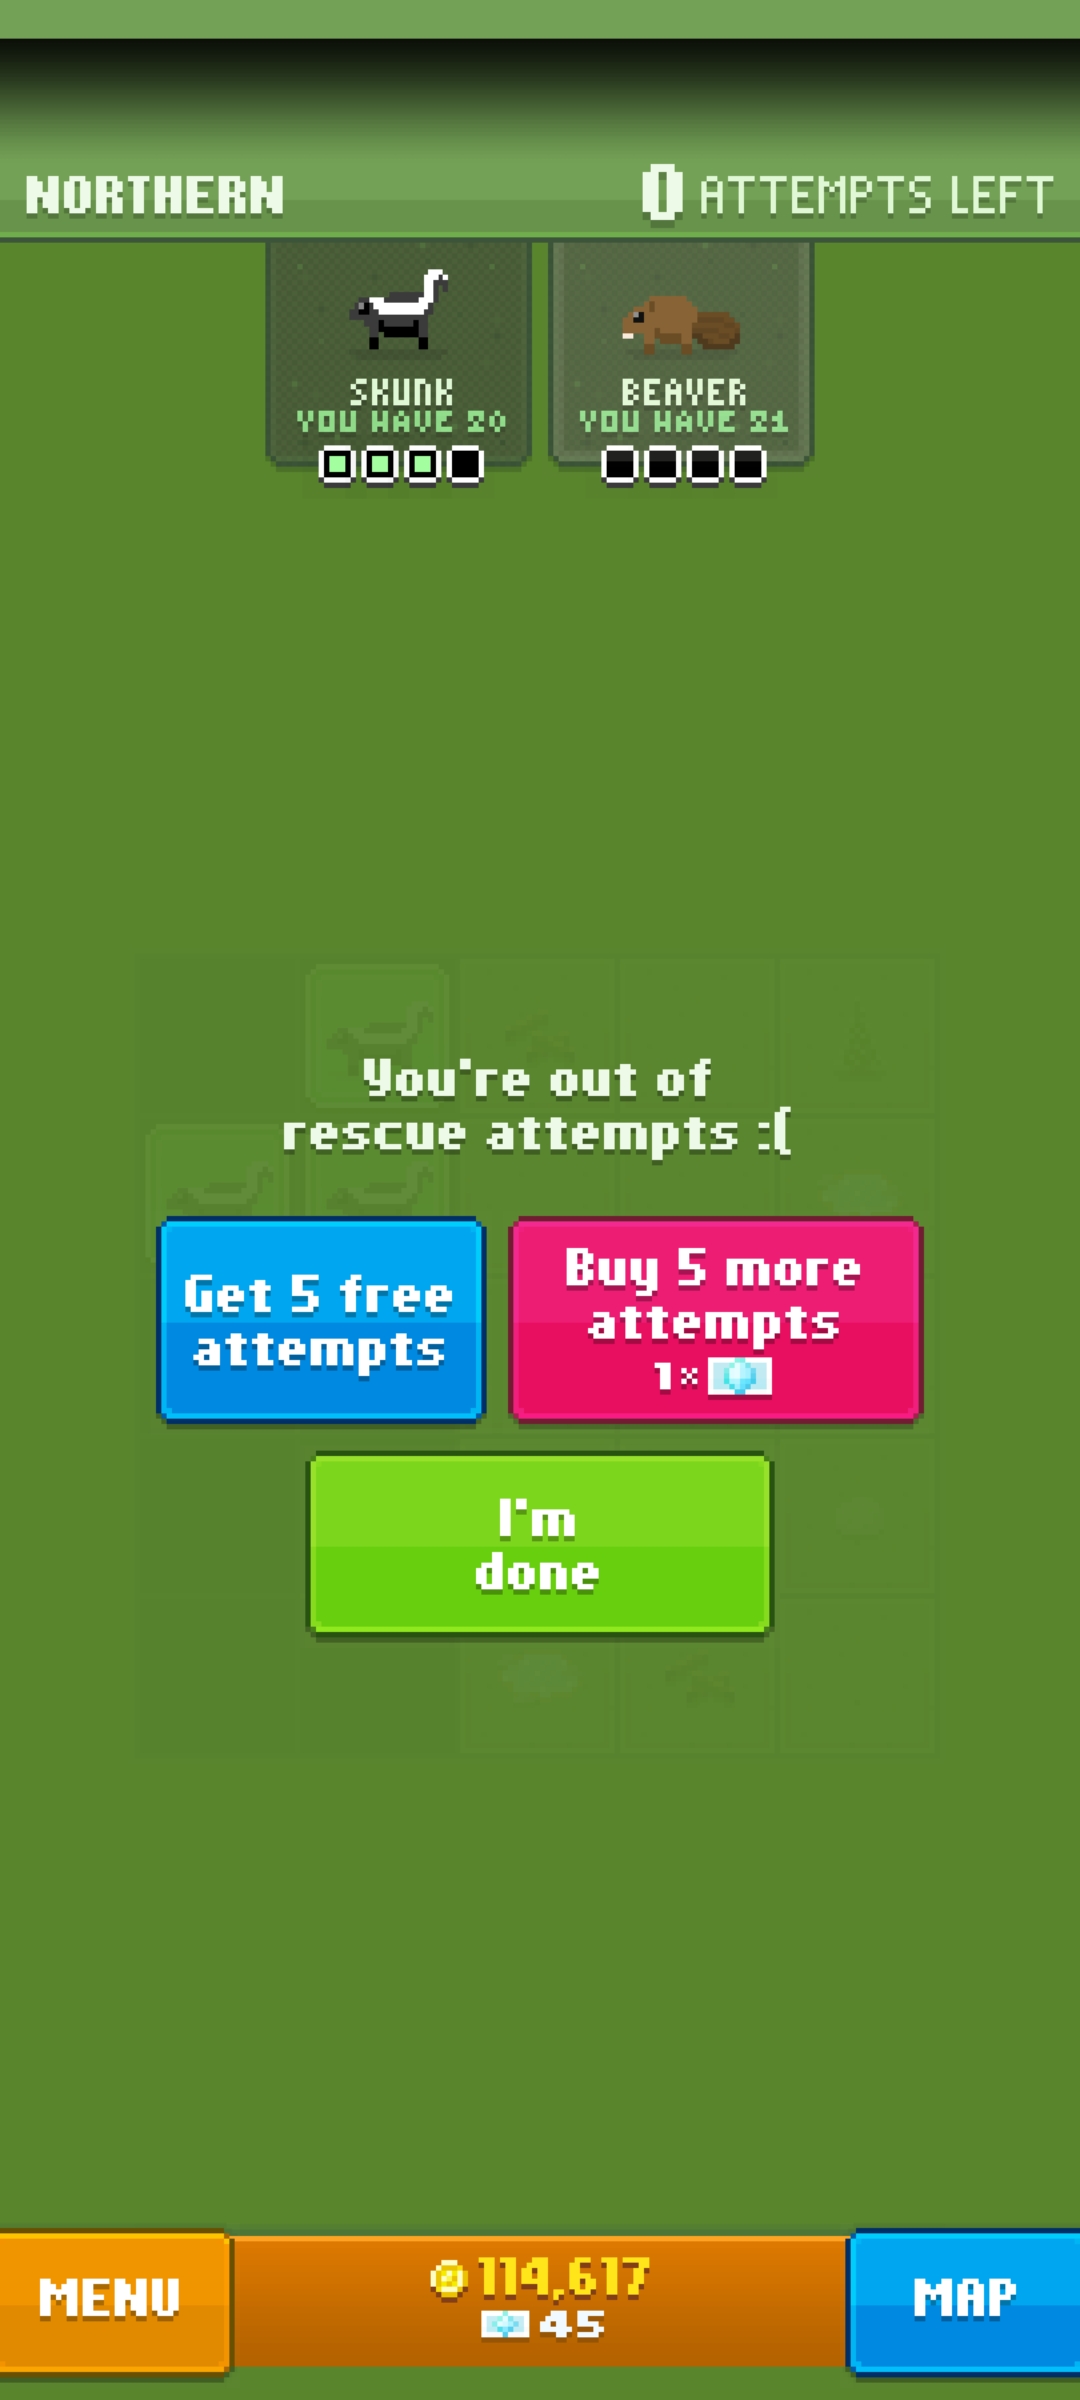 NORTHERN
0 ATTEMPTS LEFT
SKUNK
YOU HAVE 20
BEAVER
YOU HAVE 21
You're out of
rescue attempts :(
Get 5 free
attempts
Buy 5 more
attempts
1×
I'm
done
MENU
114,617
45
MAP